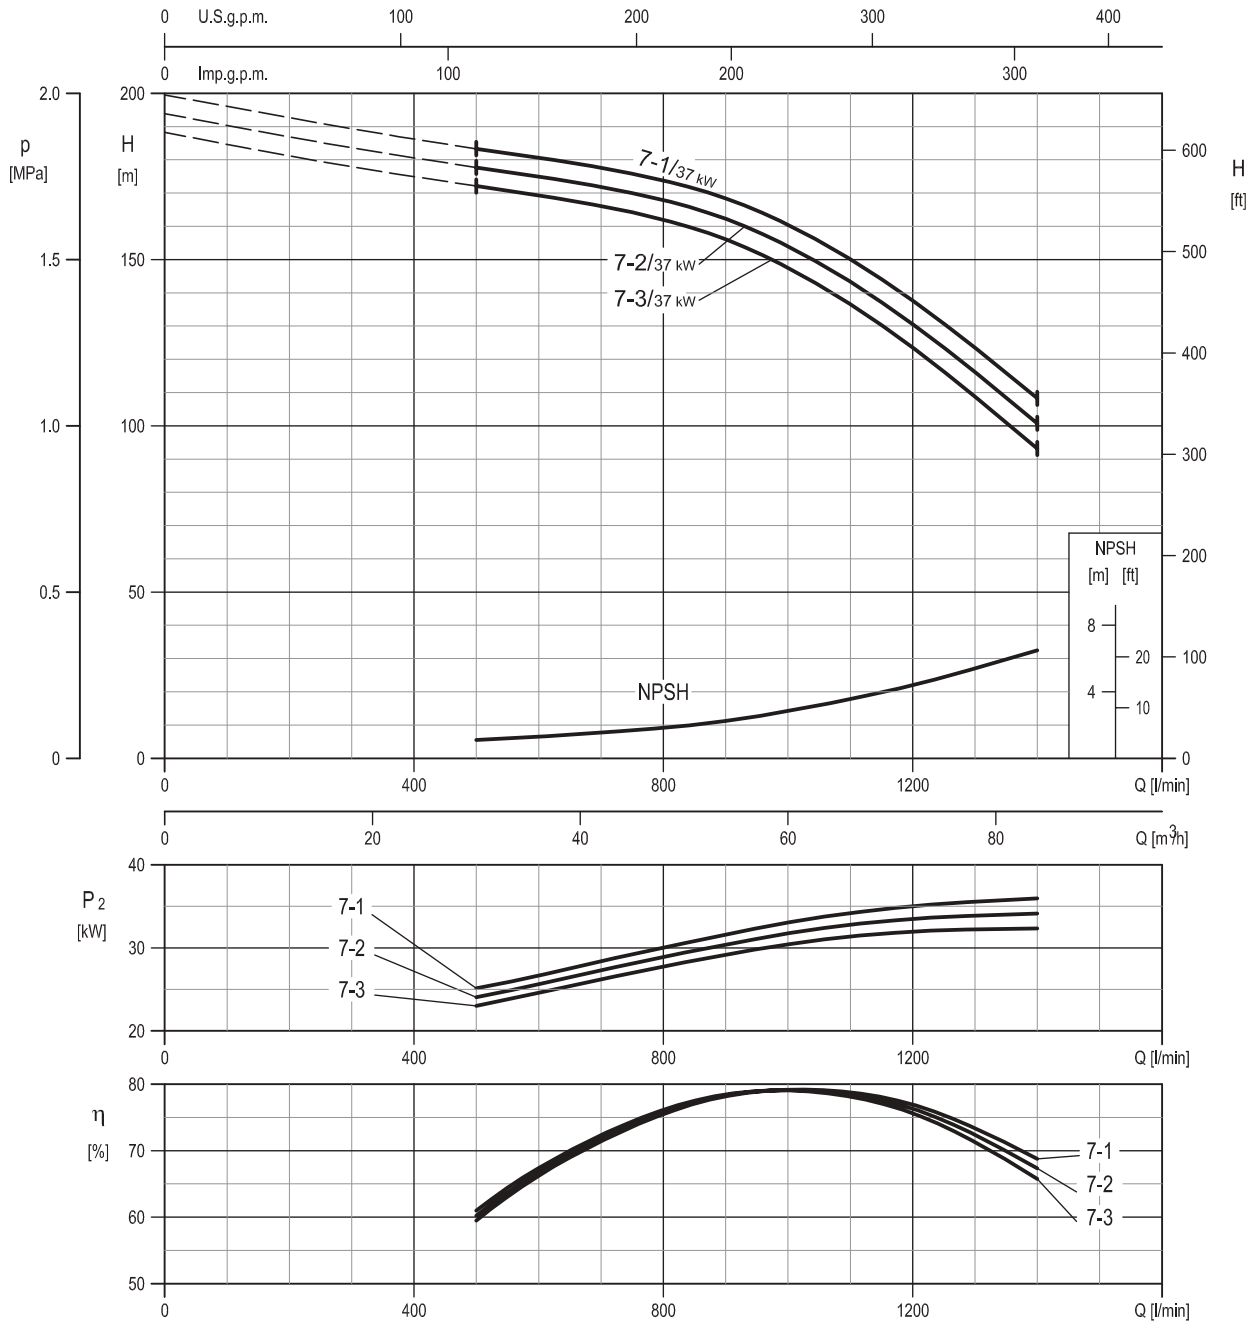 0 U.S.g.p.m. 100 200 300 400
0 Imp.g.p.m. 100 200 300
2.0 200
p H
[MPa] [m]
7-1/37 kW
600
H
[ft]
500
1.5 150
7-2/37 kW
7-3/37 kW
400
1.0 100
300
NPSH
[m] [ft]
200
0.5 50
8
20
100
NPSH
4
10
0 0 0
0 400 800 1200 Q [l/min]
0 20 40 60 80 Q [m³/h]
40
P2
[kW]
7-1
7-2
30
7-3
20
0 400 800 1200 Q [l/min]
80
η
[%]
70
7-1
7-2
60
7-3
50
0 400 800 1200 Q [l/min]